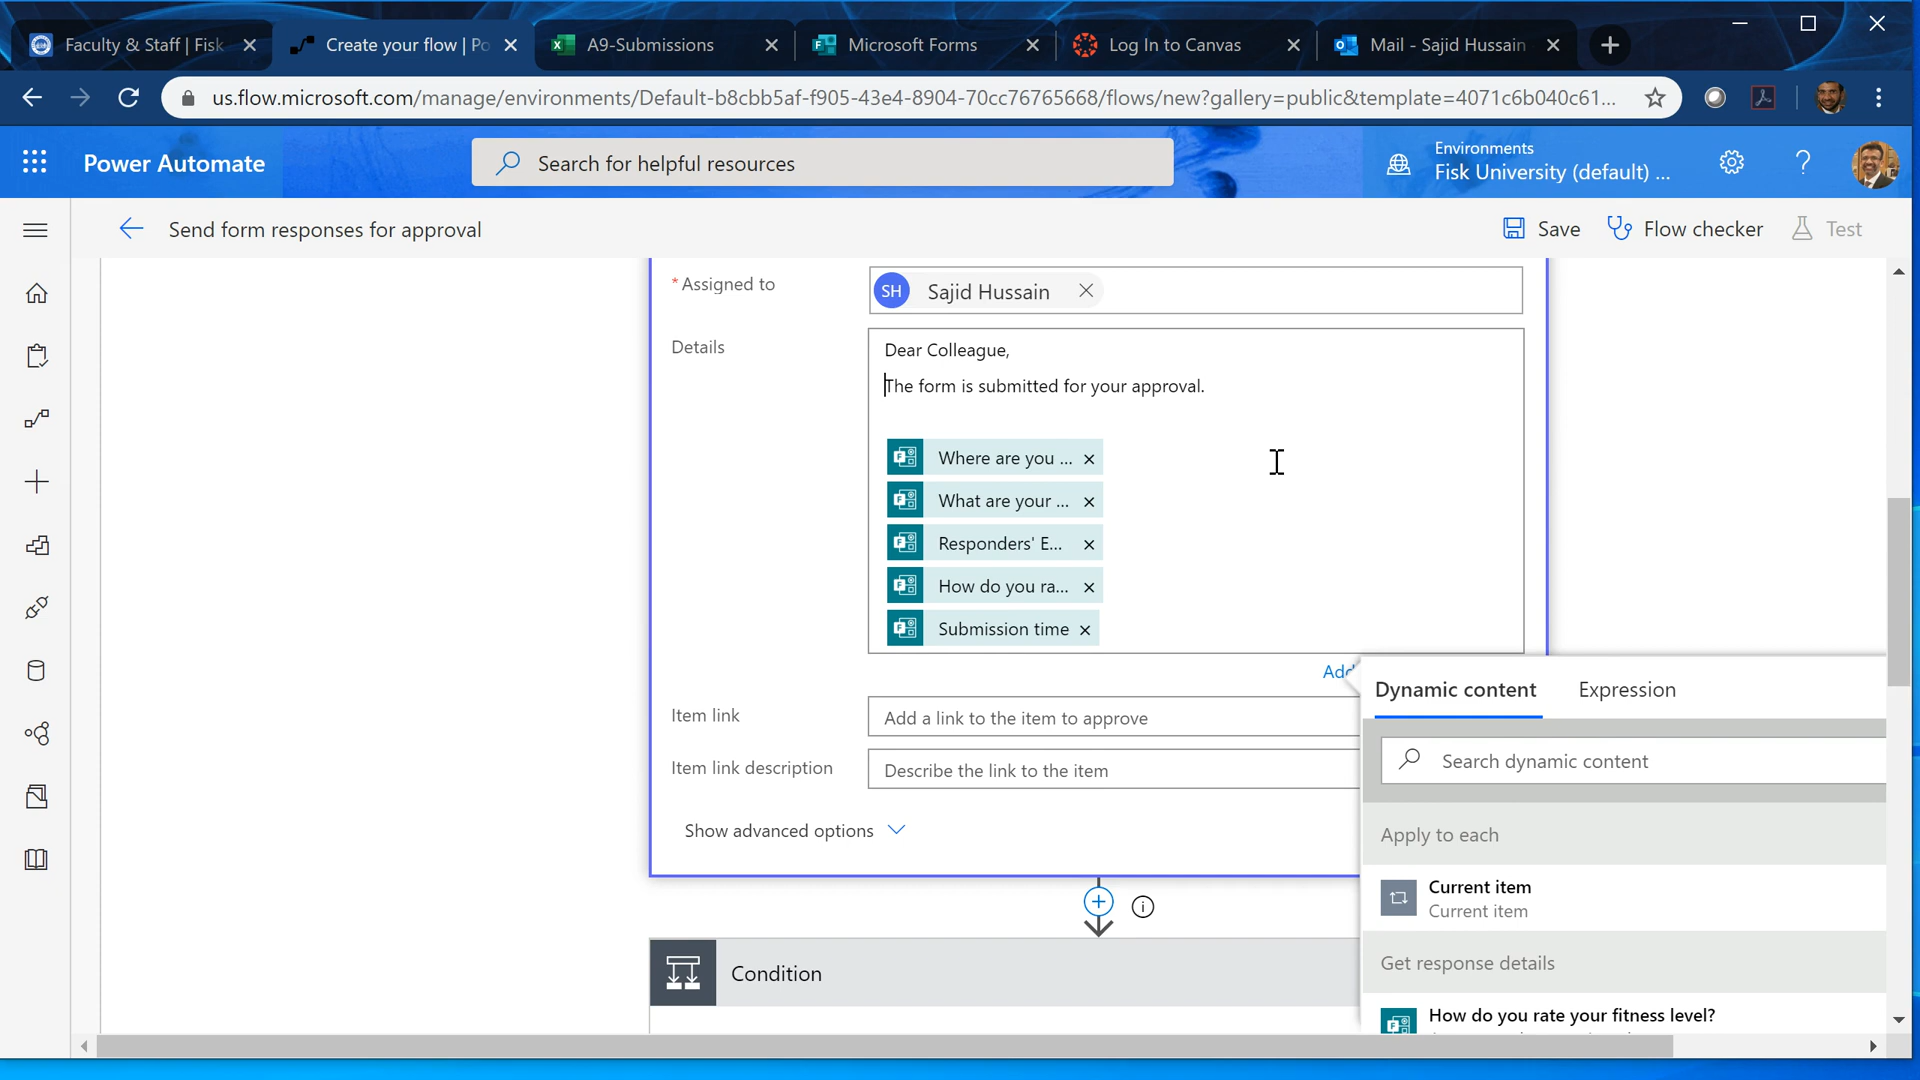 Faculty & Staff | Fisk
Create your flow | Po
A9-Submissions
Microsoft Forms
Log In to Canvas
Mail - Sajid Hussain
us.flow.microsoft.com/manage/environments/Default-b8cbb5af-f905-43e4-8904-70cc76765668/flows/new?gallery=public&template=4071c6b040c61...
Power Automate
Search for helpful resources
Environments
Fisk University (default) ...
Send form responses for approval
Save
Flow checker
Test
* Assigned to
SH
Sajid Hussain
Details
Dear Colleague,
The form is submitted for your approval.
Where are you ...
What are your ...
Responders' E...
How do you ra...
Submission time
Add
Dynamic content
Expression
Item link
Add a link to the item to approve
Search dynamic content
Item link description
Describe the link to the item
Show advanced options
Apply to each
Current item
Current item
Get response details
Condition
How do you rate your fitness level?